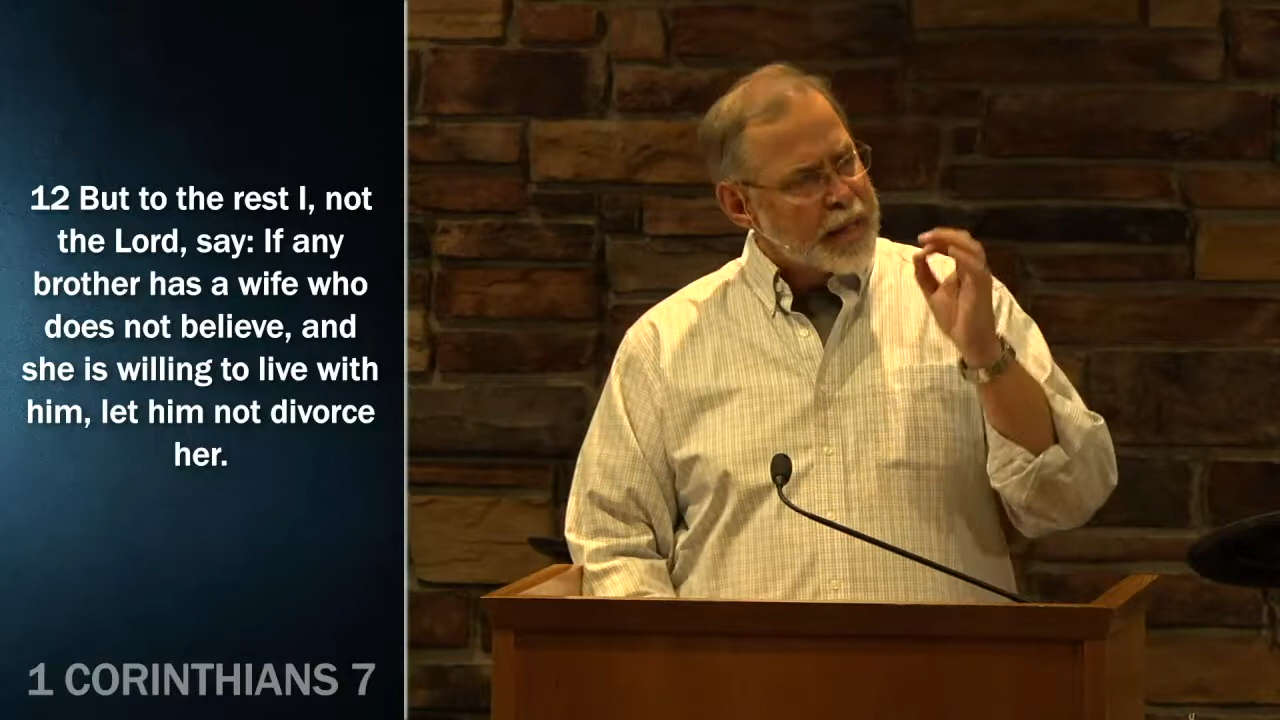 12 But to the rest I, not
the Lord, say: If any
brother has a wife who
does not believe, and
she is willing to live with
him, let him not divorce
her.
1 CORINTHIANS 7